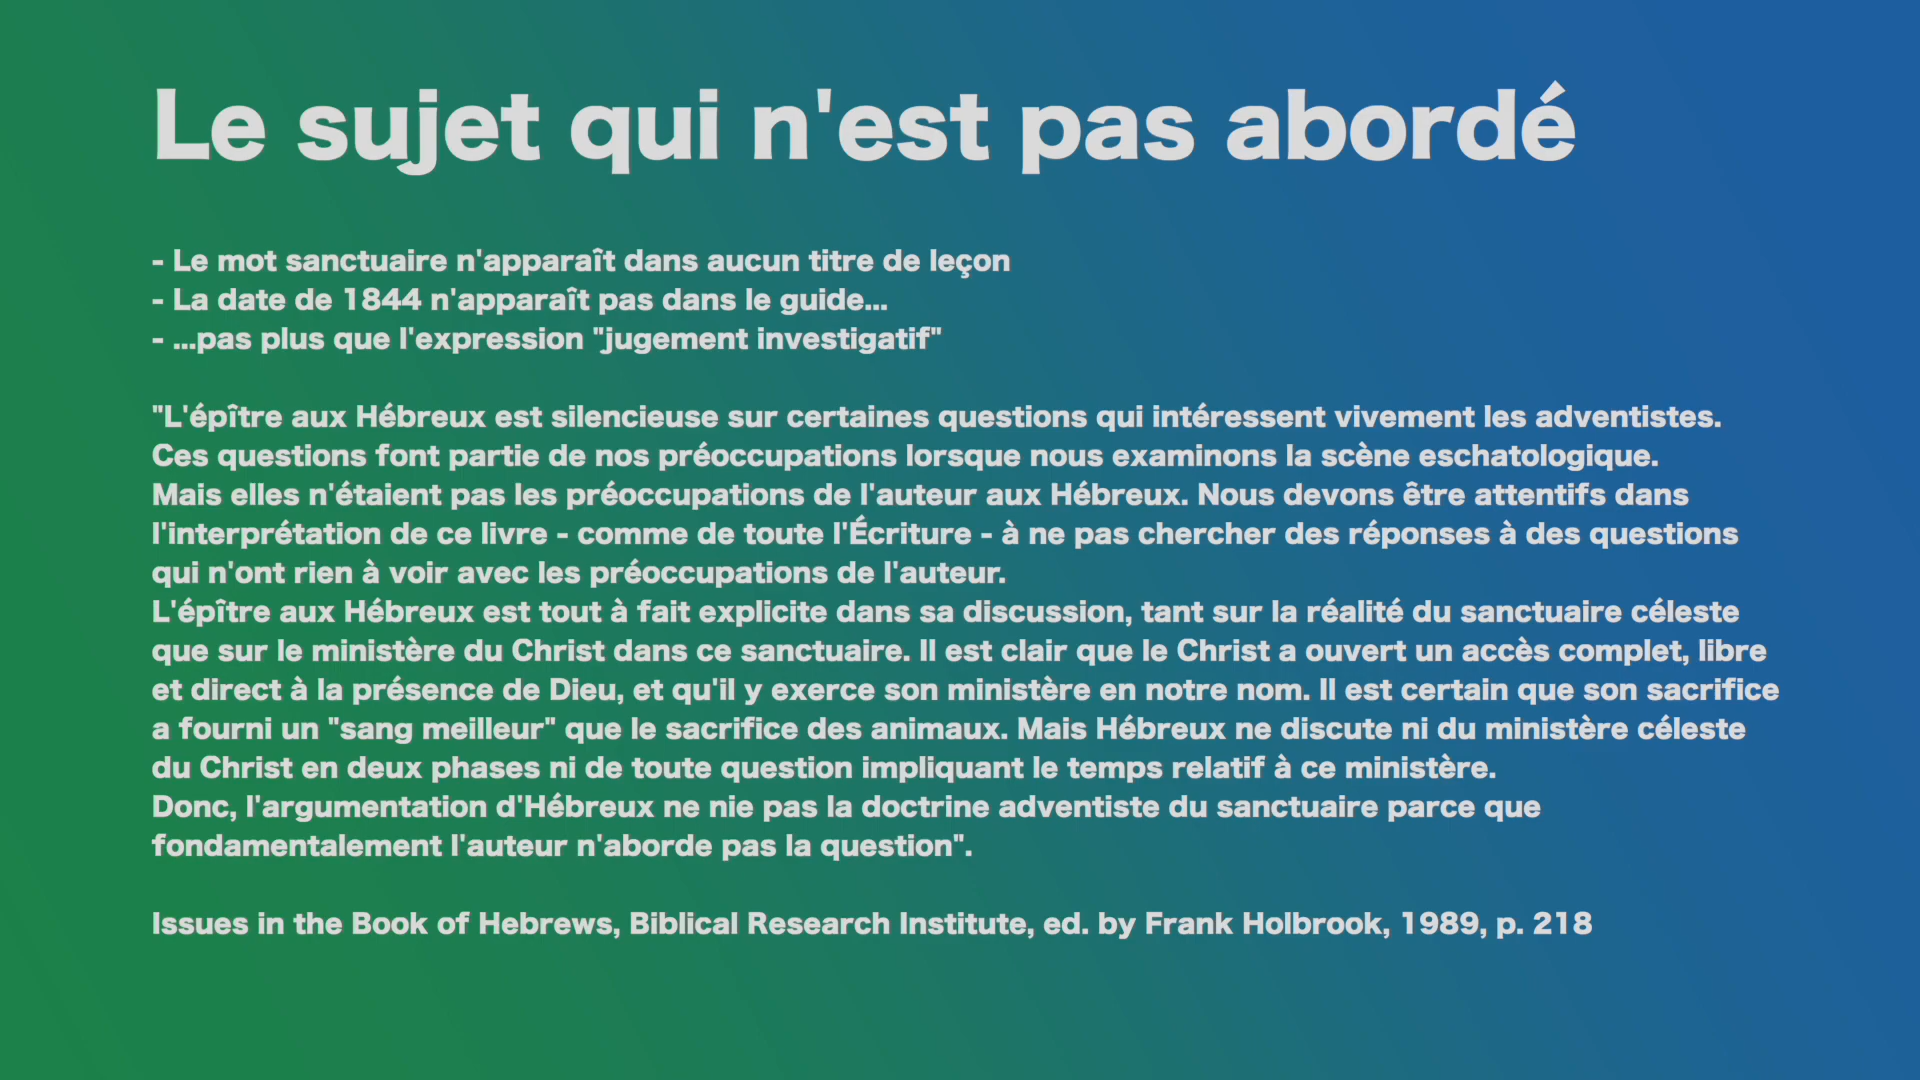 Le sujet qui n'est pas abordé
- Le mot sanctuaire n'apparaît dans aucun titre de leçon
- La date de 1844 n'apparaît pas dans le guide...
- ...pas plus que l'expression "jugement investigatif"
"L'épître aux Hébreux est silencieuse sur certaines questions qui intéressent vivement les adventistes.
Ces questions font partie de nos préoccupations lorsque nous examinons la scène eschatologique.
Mais elles n'étaient pas les préoccupations de l'auteur aux Hébreux. Nous devons être attentifs dans
l'interprétation de ce livre - comme de toute l'Écriture - à ne pas chercher des réponses à des questions
qui n'ont rien à voir avec les préoccupations de l'auteur.
L'épître aux Hébreux est tout à fait explicite dans sa discussion, tant sur la réalité du sanctuaire céleste
que sur le ministère du Christ dans ce sanctuaire. Il est clair que le Christ a ouvert un accès complet, libre
et direct à la présence de Dieu, et qu'il y exerce son ministère en notre nom. Il est certain que son sacrifice
a fourni un "sang meilleur" que le sacrifice des animaux. Mais Hébreux ne discute ni du ministère céleste
du Christ en deux phases ni de toute question impliquant le temps relatif à ce ministère.
Donc, l'argumentation d'Hébreux ne nie pas la doctrine adventiste du sanctuaire parce que
fondamentalement l'auteur n'aborde pas la question".
Issues in the Book of Hebrews, Biblical Research Institute, ed. by Frank Holbrook, 1989, p. 218